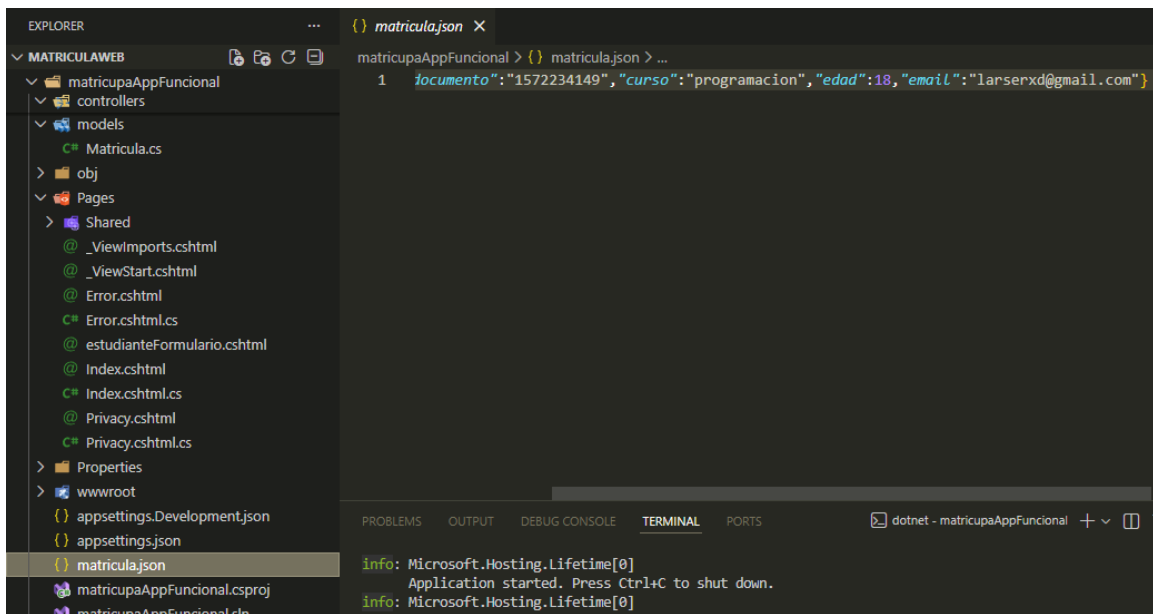 EXPLORER
MATRICULAWEB
matricupaAppFuncional
controllers
models
C# Matricula.cs
obj
Pages
Shared
@ _ViewImports.cshtml
@ _ViewStart.cshtml
@ Error.cshtml
C# Error.cshtml.cs
@ estudianteFormulario.cshtml
@ Index.cshtml
C# Index.cshtml.cs
@ Privacy.cshtml
C# Privacy.cshtml.cs
Properties
wwwroot
{} appsettings.Development.json
{} appsettings.json
{} matricula.json
matricupaAppFuncional.csproj
matricupaAppFuncional.sln
{} matricula.json ×
matricupaAppFuncional > {} matricula.json > ...
1 documento":"1572234149","curso":"programacion","edad":18,"email":"larserxd@gmail.com"}
PROBLEMS OUTPUT DEBUG CONSOLE TERMINAL PORTS dotnet - matricupaAppFuncional
info: Microsoft.Hosting.Lifetime[0]
Application started. Press Ctrl+C to shut down.
info: Microsoft.Hosting.Lifetime[0]